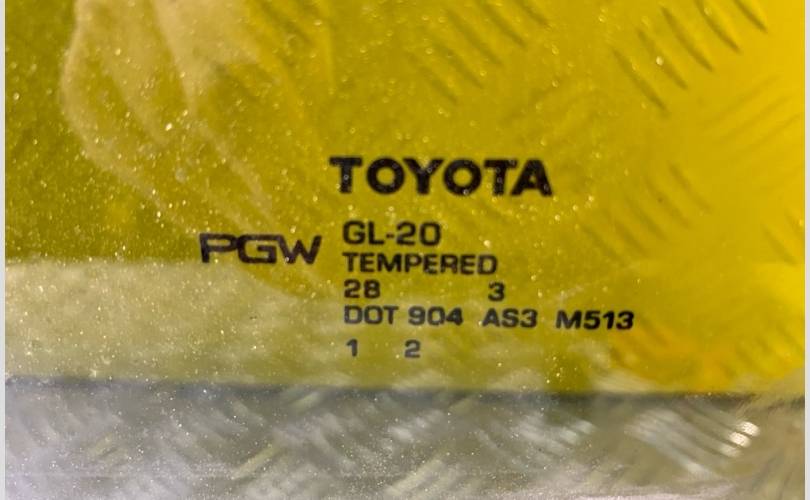 TOYOTA
PGW GL-20
TEMPERED
28 3
DOT 904 AS3 M513
1 2